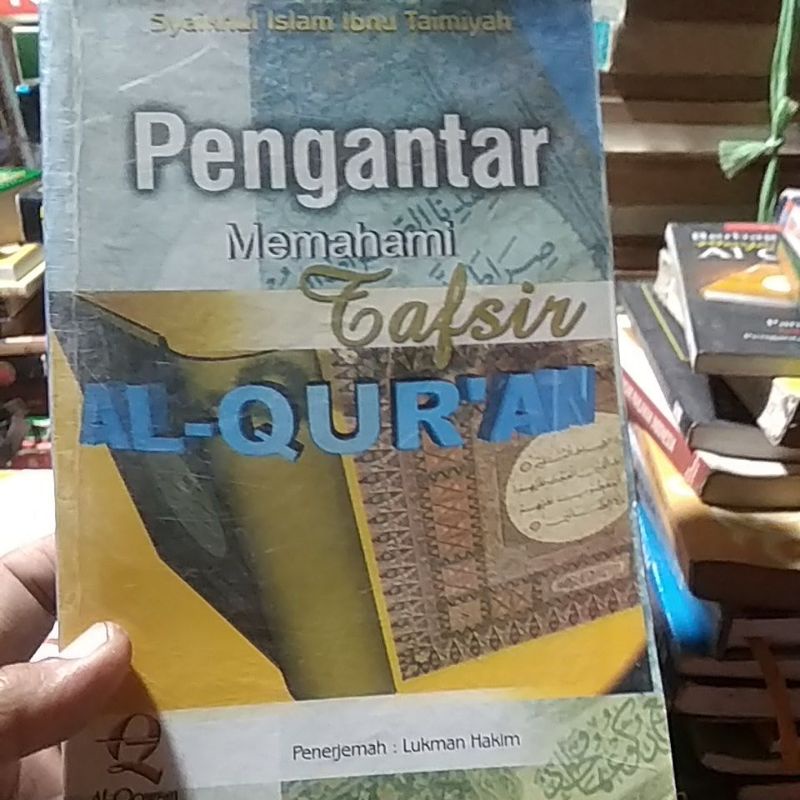 Syaikhul Islam Ibnu Taimiyah
Pengantar
Memahami
Tafsir
AL-QUR'AN
Penerjemah : Lukman Hakim